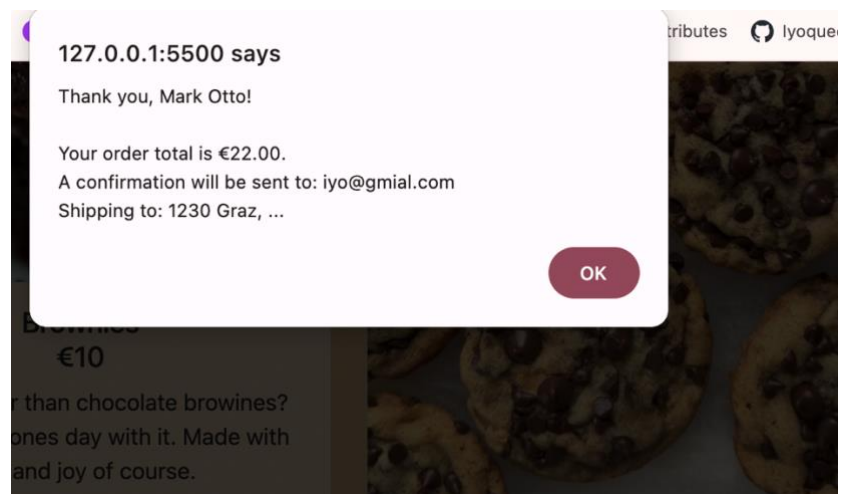 127.0.0.1:5500 says
Thank you, Mark Otto!
Your order total is €22.00.
A confirmation will be sent to: iyo@gmial.com
Shipping to: 1230 Graz, ...
OK
tributes
Brownies
€10
r than chocolate browines?
ones day with it. Made with
and joy of course.